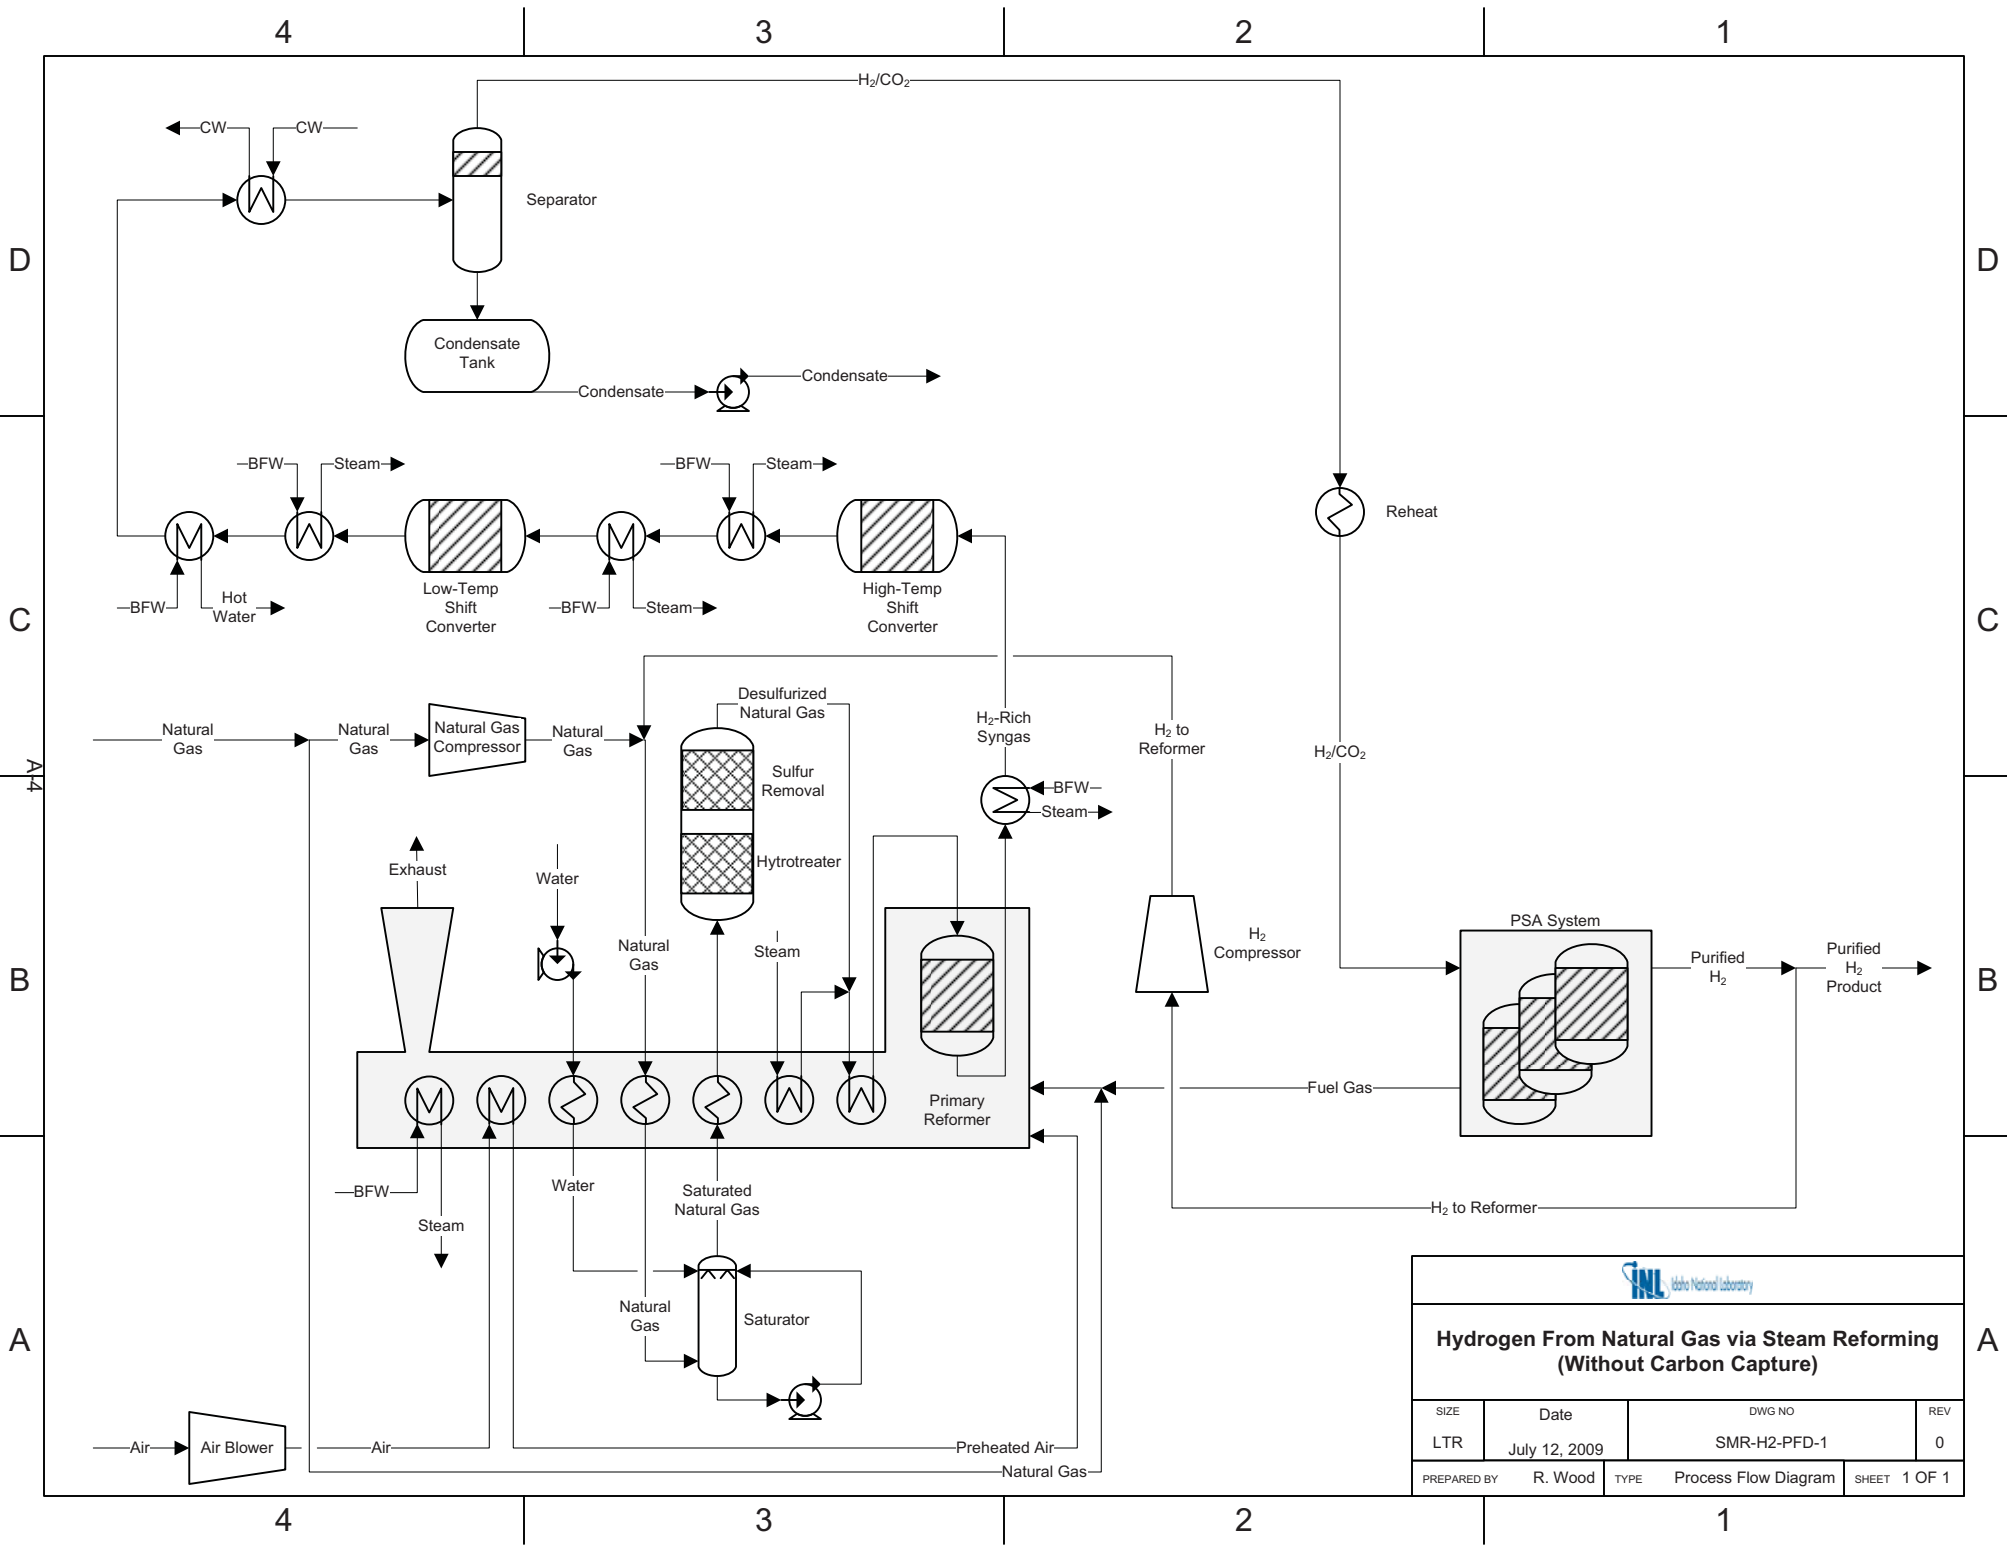 4
3
2
1
H₂/CO₂
CW
CW
Separator
D
D
Condensate
Tank
Condensate
Condensate
BFW
Steam
BFW
Steam
Reheat
Low-Temp
Shift
Converter
High-Temp
Shift
Converter
BFW
Hot
Water
BFW
Steam
C
C
Desulfurized
Natural Gas
Natural
Gas
Natural
Gas
Natural Gas
Compressor
Natural
Gas
H₂-Rich
Syngas
H₂ to
Reformer
H₂/CO₂
A-4
Sulfur
Removal
BFW
Steam
Exhaust
Water
Hytrotreater
PSA System
Natural
Gas
Steam
H₂
Compressor
Purified
H₂
Purified
H₂
Product
B
B
Primary
Reformer
Fuel Gas
BFW
Steam
Water
Saturated
Natural Gas
H₂ to Reformer
Natural
Gas
Saturator
A
A
Air
Air Blower
Air
Preheated Air
Natural Gas
INL Idaho National Laboratory
Hydrogen From Natural Gas via Steam Reforming
(Without Carbon Capture)
SIZE
LTR
Date
July 12, 2009
DWG NO
SMR-H2-PFD-1
REV
0
PREPARED BY R. Wood
TYPE Process Flow Diagram
SHEET 1 OF 1
4
3
2
1